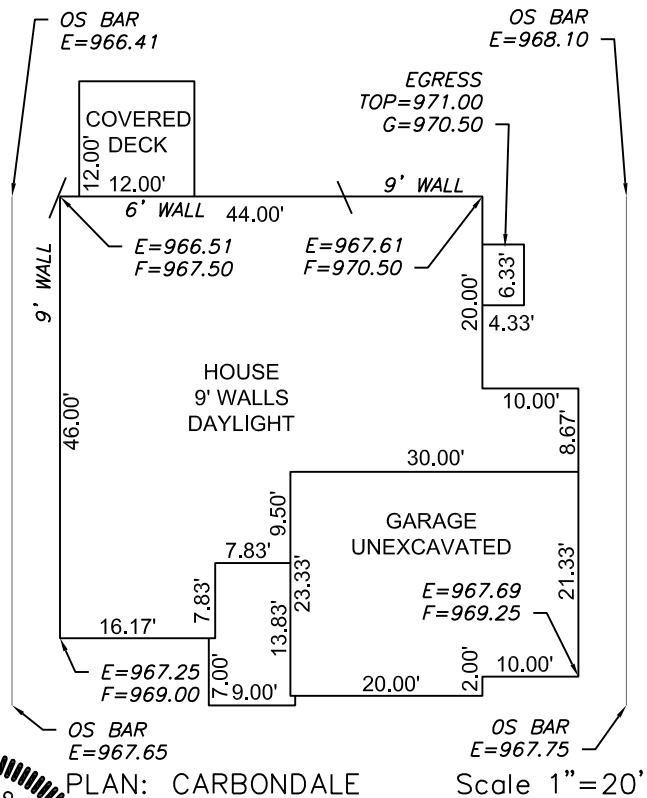 OS BAR
E=966.41
OS BAR
E=968.10
EGRESS
TOP=971.00
G=970.50
COVERED
DECK
12.00'
12.00'
9' WALL
6' WALL
44.00'
E=966.51
F=967.50
E=967.61
F=970.50
6.33'
20.00'
4.33'
9' WALL
HOUSE
9' WALLS
DAYLIGHT
10.00'
8.67'
46.00'
30.00'
9.50'
GARAGE
UNEXCAVATED
7.83'
23.33'
21.33'
7.83'
13.83'
E=967.69
F=969.25
16.17'
10.00'
2.00'
E=967.25
F=969.00
7.00'
9.00'
20.00'
OS BAR
E=967.65
OS BAR
E=967.75
PLAN: CARBONDALE
Scale 1"=20'